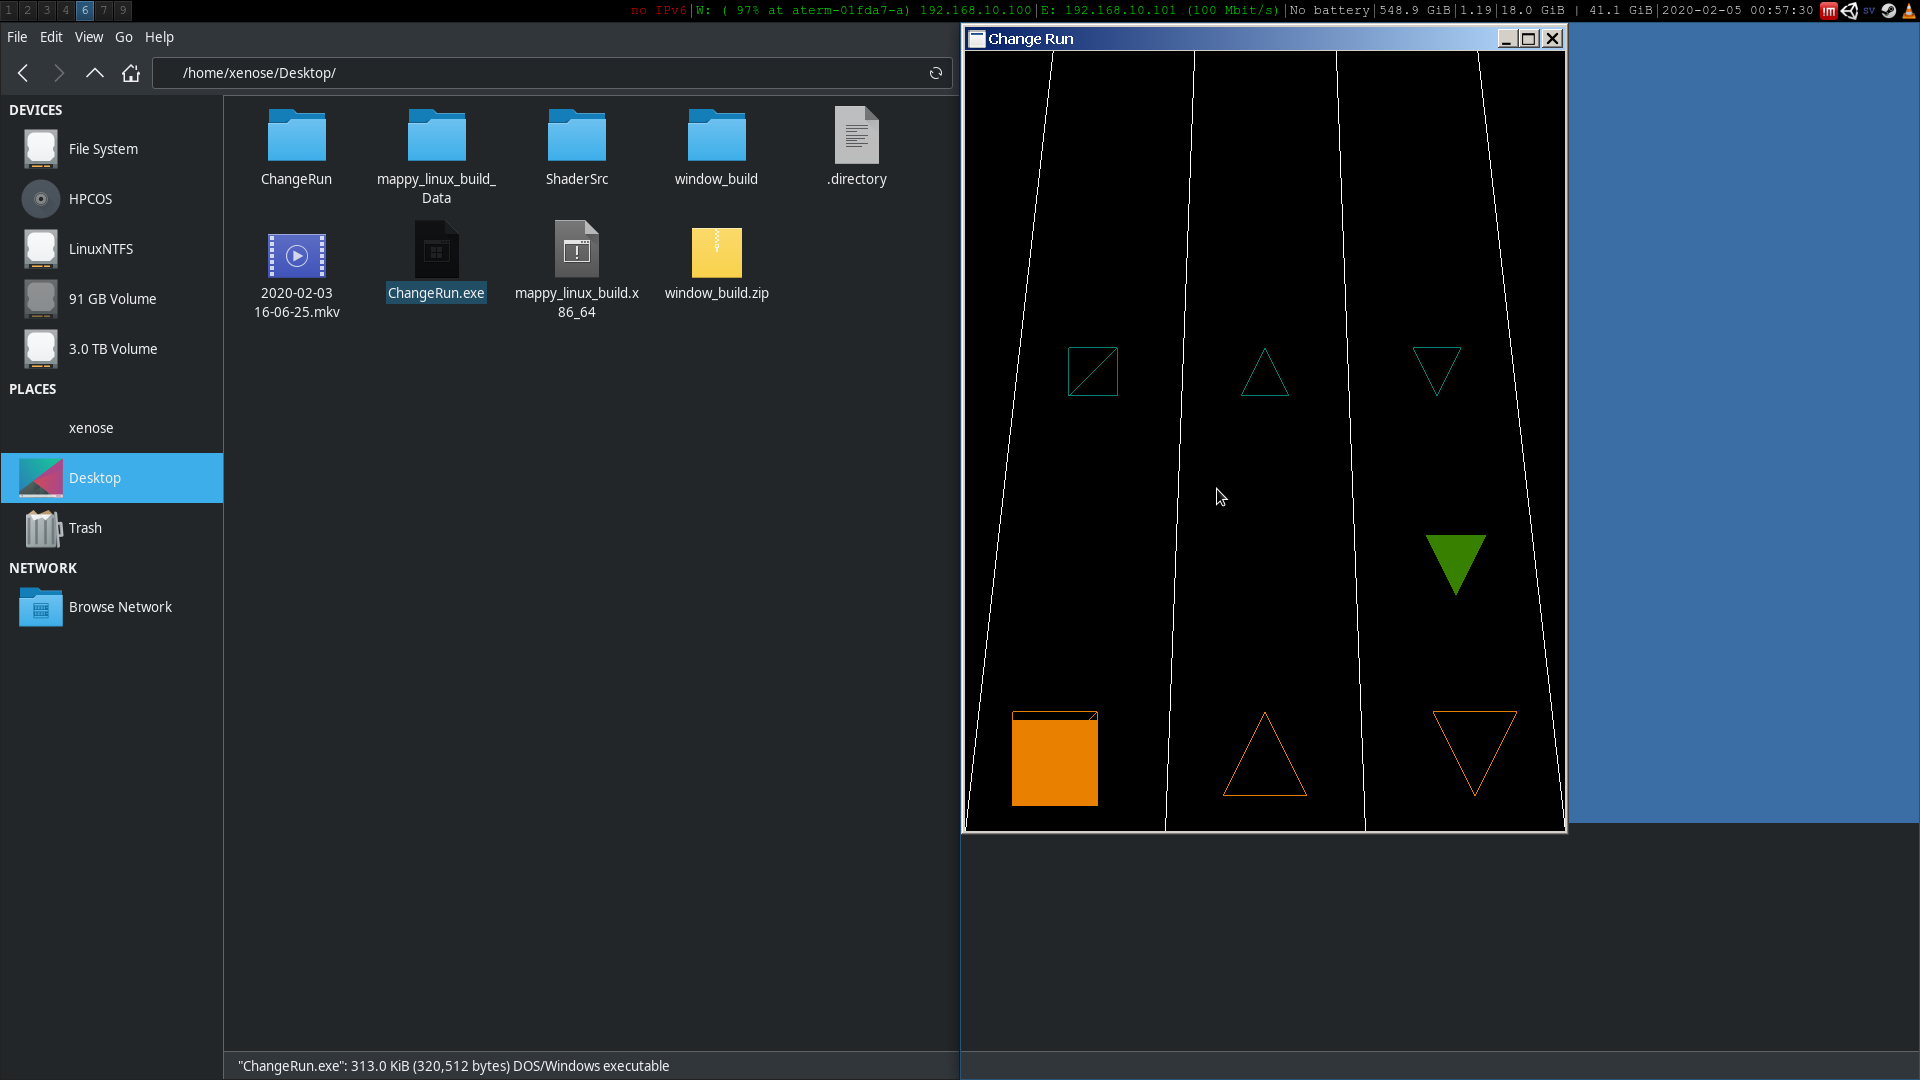 1 2 3 4 5 6 7 9
no IPv6|W: ( 97% at aterm-01fda7-a) 192.168.10.100|E: 192.168.10.101 (100 Mbit/s)|No battery|548.9 GiB|1.19|18.0 GiB | 41.1 GiB|2020-02-05 00:57:30
sv
File Edit View Go Help
Change Run
/home/xenose/Desktop/
DEVICES
File System
HPCOS
LinuxNTFS
91 GB Volume
3.0 TB Volume
PLACES
xenose
Desktop
Trash
NETWORK
Browse Network
ChangeRun
mappy_linux_build_
Data
ShaderSrc
window_build
.directory
2020-02-03
16-06-25.mkv
ChangeRun.exe
mappy_linux_build.x
86_64
window_build.zip
"ChangeRun.exe": 313.0 KiB (320,512 bytes) DOS/Windows executable